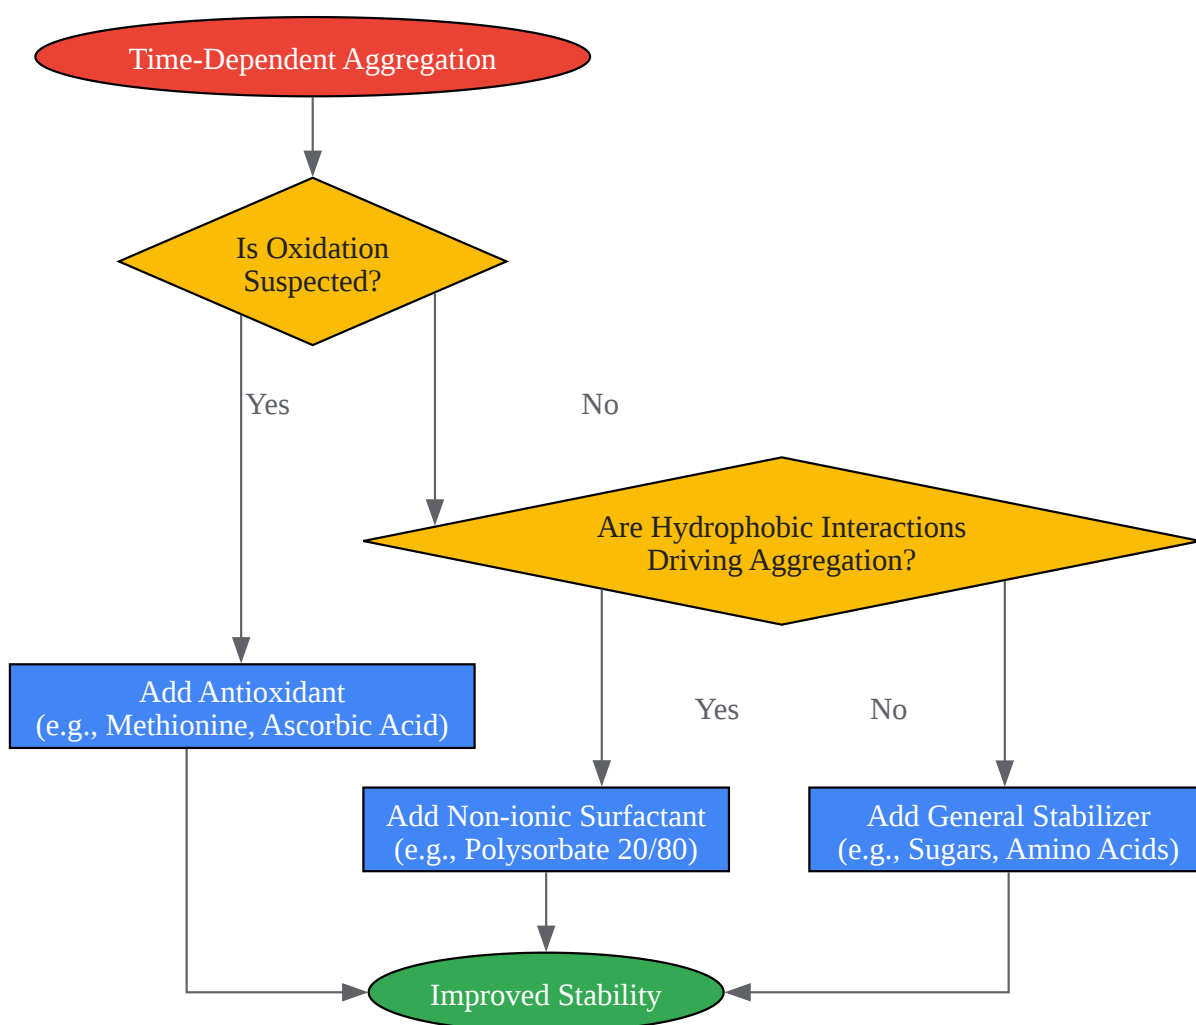 Time-Dependent Aggregation
Is Oxidation
Suspected?
Yes
No
Are Hydrophobic Interactions
Driving Aggregation?
Add Antioxidant
(e.g., Methionine, Ascorbic Acid)
Yes
No
Add Non-ionic Surfactant
(e.g., Polysorbate 20/80)
Add General Stabilizer
(e.g., Sugars, Amino Acids)
Improved Stability